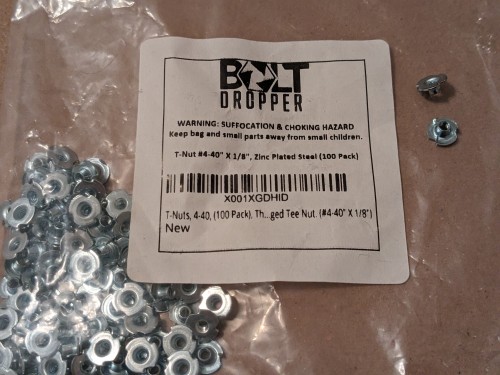 BOLT
DROPPER
WARNING: SUFFOCATION & CHOKING HAZARD
Keep bag and small parts away from small children.
T-Nut #4-40" X 1/8", Zinc Plated Steel (100 Pack)
X001XGDHID
T-Nuts, 4-40, (100 Pack), Th...ged Tee Nut. (#4-40" X 1/8")
New